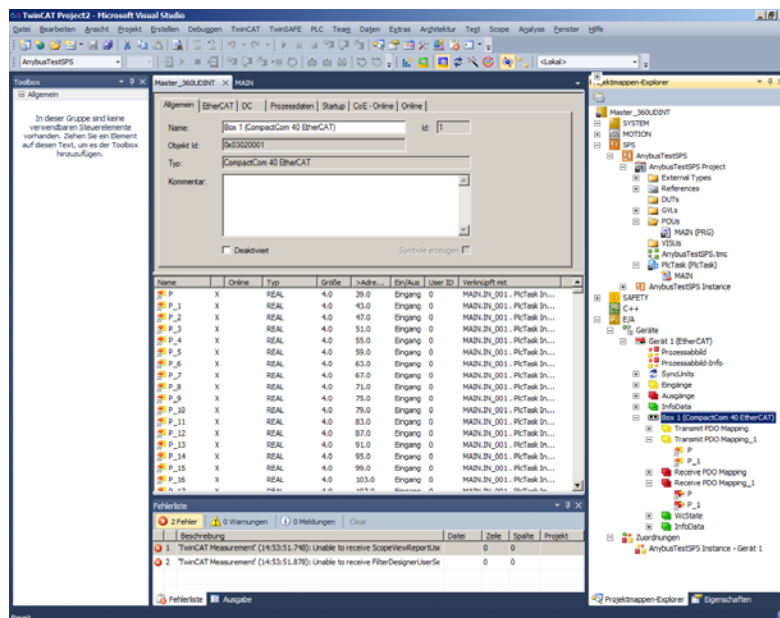 TwinCAT Project2 - Microsoft Visual Studio
Datei Bearbeiten Ansicht Projekt Erstellen Debuggen TwinCAT TwinSAFE PLC Team Daten Extras Architektur Test Scope Analyse Fenster Hilfe
AnybusTestSPS <Lokal>
Toolbox
Allgemein
In dieser Gruppe sind keine
verwendbaren Steuerelemente
vorhanden. Ziehen Sie ein Element
auf diesen Text, um es der Toolbox
hinzuzufügen.
Master_360UDINT MAIN
Allgemein EtherCAT DC Prozessdaten Startup CoE - Online Online
Name: Box 1 (CompactCom 40 EtherCAT) Id: 1
Objekt Id: 0x03020001
Typ: CompactCom 40 EtherCAT
Kommentar:
Deaktiviert Symbole erzeugen
Name Online Typ Größe >Adre... Ein/Aus User ID Verknüpft mit
P X REAL 4.0 39.0 Eingang 0 MAIN.IN_001 . PlcTask In...
P_1 X REAL 4.0 43.0 Eingang 0 MAIN.IN_001 . PlcTask In...
P_2 X REAL 4.0 47.0 Eingang 0 MAIN.IN_001 . PlcTask In...
P_3 X REAL 4.0 51.0 Eingang 0 MAIN.IN_001 . PlcTask In...
P_4 X REAL 4.0 55.0 Eingang 0 MAIN.IN_001 . PlcTask In...
P_5 X REAL 4.0 59.0 Eingang 0 MAIN.IN_001 . PlcTask In...
P_6 X REAL 4.0 63.0 Eingang 0 MAIN.IN_001 . PlcTask In...
P_7 X REAL 4.0 67.0 Eingang 0 MAIN.IN_001 . PlcTask In...
P_8 X REAL 4.0 71.0 Eingang 0 MAIN.IN_001 . PlcTask In...
P_9 X REAL 4.0 75.0 Eingang 0 MAIN.IN_001 . PlcTask In...
P_10 X REAL 4.0 79.0 Eingang 0 MAIN.IN_001 . PlcTask In...
P_11 X REAL 4.0 83.0 Eingang 0 MAIN.IN_001 . PlcTask In...
P_12 X REAL 4.0 87.0 Eingang 0 MAIN.IN_001 . PlcTask In...
P_13 X REAL 4.0 91.0 Eingang 0 MAIN.IN_001 . PlcTask In...
P_14 X REAL 4.0 95.0 Eingang 0 MAIN.IN_001 . PlcTask In...
P_15 X REAL 4.0 99.0 Eingang 0 MAIN.IN_001 . PlcTask In...
P_16 X REAL 4.0 103.0 Eingang 0 MAIN.IN_001 . PlcTask In...
P_17 X REAL 4.0 107.0 Eingang 0 MAIN.IN_001 . PlcTask In...
Fehlerliste
2 Fehler 0 Warnungen 0 Meldungen Clear
Beschreibung Datei Zeile Spalte Projekt
1 'TwinCAT Measurement' (14:53:51.748): Unable to receive ScopeViewReportUse 0 0
2 'TwinCAT Measurement' (14:53:51.878): Unable to receive FilterDesignerUserSe 0 0
Fehlerliste Ausgabe
ektmappen-Explorer
Master_360UDINT
SYSTEM
MOTION
SPS
AnybusTestSPS
AnybusTestSPS Project
External Types
References
DUTs
GVLs
POUs
MAIN (PRG)
VISUs
AnybusTestSPS.tmc
PlcTask (PlcTask)
MAIN
AnybusTestSPS Instance
SAFETY
C++
E/A
Geräte
Gerät 1 (EtherCAT)
Prozessabbild
Prozessabbild-Info
SyncUnits
Eingänge
Ausgänge
InfoData
Box 1 (CompactCom 40 EtherCAT)
Transmit PDO Mapping
Transmit PDO Mapping_1
P
P_1
Receive PDO Mapping
Receive PDO Mapping_1
P
P_1
WcState
InfoData
Zuordnungen
AnybusTestSPS Instance - Gerät 1
Projektmappen-Explorer Eigenschaften